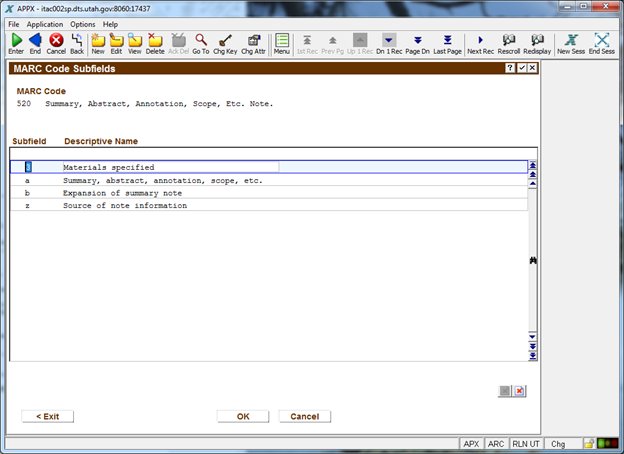 APPX - itac002sp.dts.utah.gov:8060:17437
File Application Options Help
Enter End Cancel Back New Edit View Delete Ack Del Go To Chg Key Chg Attr Menu 1st Rec Prev Pg Up 1 Rec Dn 1 Rec Page Dn Last Page Next Rec Rescroll Redisplay New Sess End Sess
MARC Code Subfields
MARC Code
520 Summary, Abstract, Annotation, Scope, Etc. Note.
Subfield Descriptive Name
3 Materials specified
a Summary, abstract, annotation, scope, etc.
b Expansion of summary note
z Source of note information
< Exit OK Cancel
APX ARC RLN UT Chg